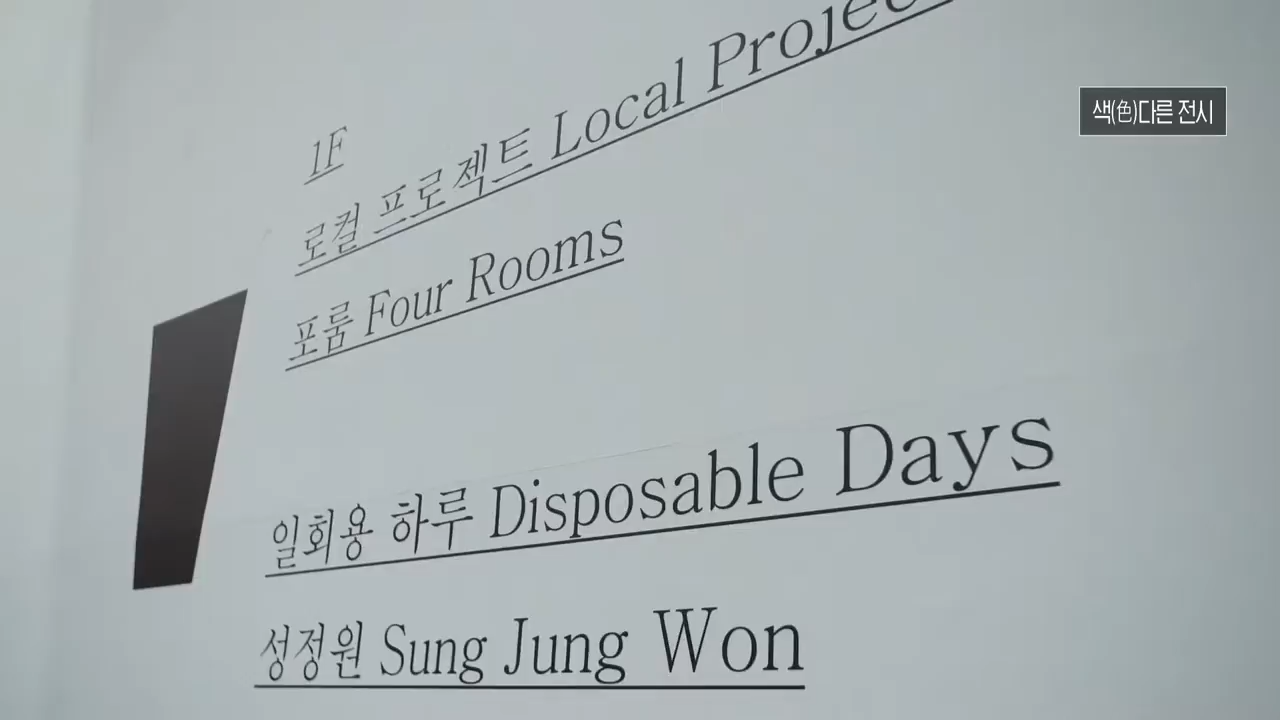 색(色)다른 전시
1F
로컬 프로젝트 Local Projec
포룸 Four Rooms
일회용 하루 Disposable Days
성정원 Sung Jung Won